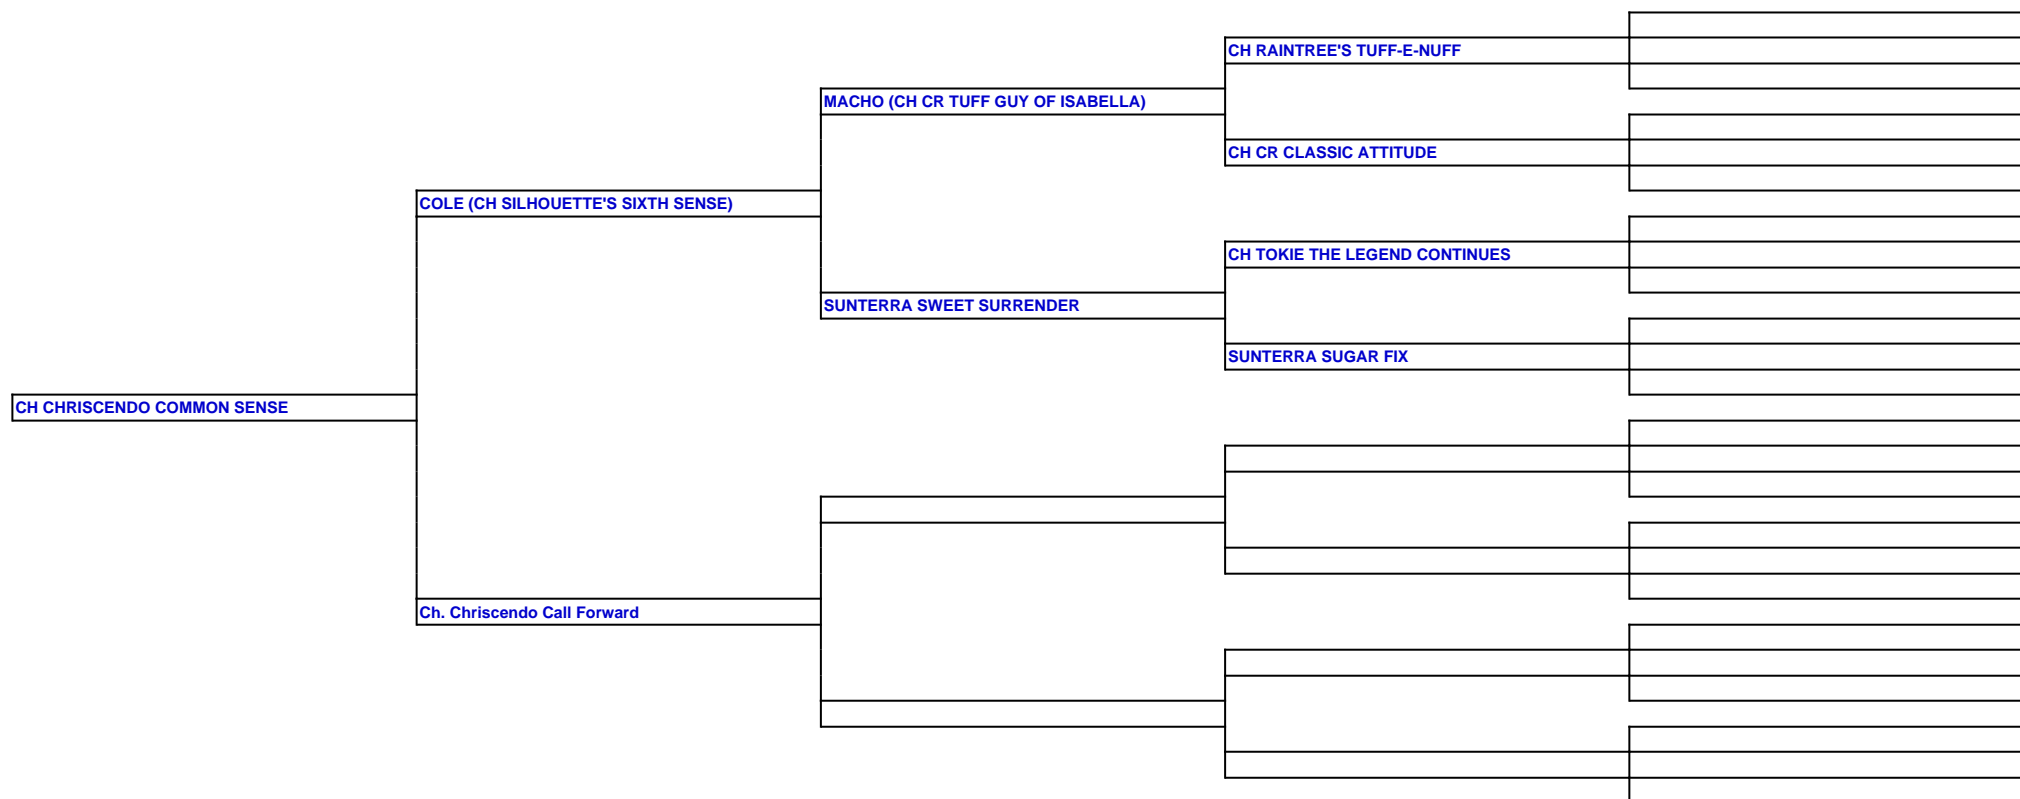 CH RAINTREE'S TUFF-E-NUFF
MACHO (CH CR TUFF GUY OF ISABELLA)
CH CR CLASSIC ATTITUDE
COLE (CH SILHOUETTE'S SIXTH SENSE)
CH TOKIE THE LEGEND CONTINUES
SUNTERRA SWEET SURRENDER
SUNTERRA SUGAR FIX
CH CHRISCENDO COMMON SENSE
Ch. Chriscendo Call Forward